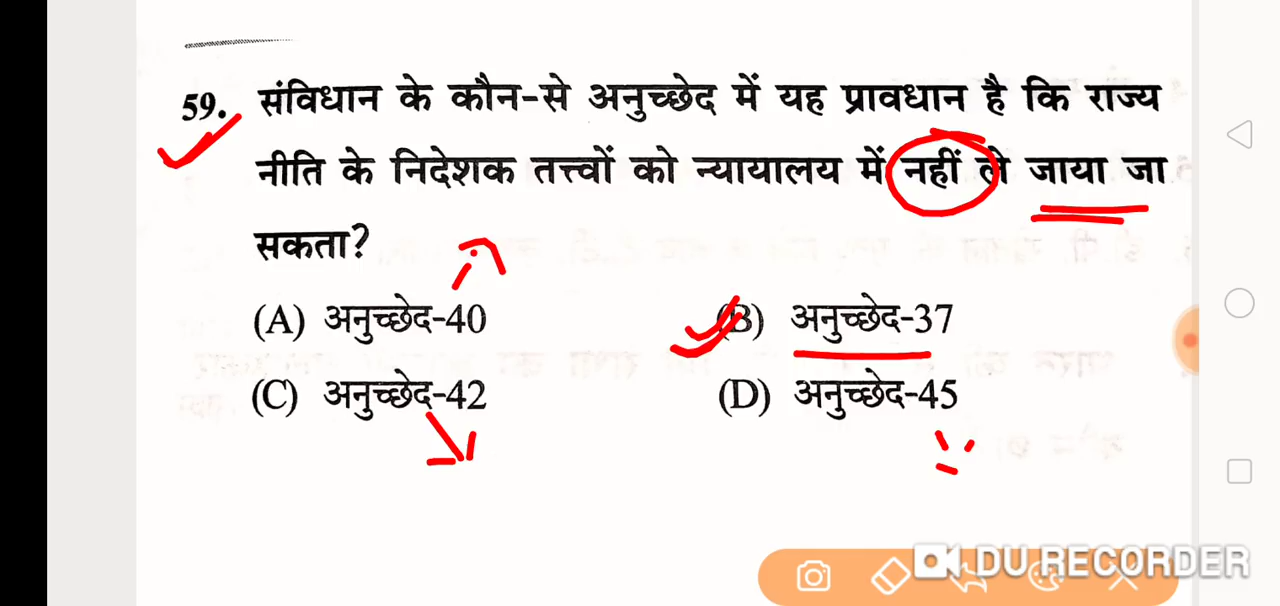 59. संविधान के कौन-से अनुच्छेद में यह प्रावधान है कि राज्य
नीति के निदेशक तत्त्वों को न्यायालय में नहीं ले जाया जा
सकता?
(A) अनुच्छेद-40 (B) अनुच्छेद-37
(C) अनुच्छेद-42 (D) अनुच्छेद-45
DU RECORDER